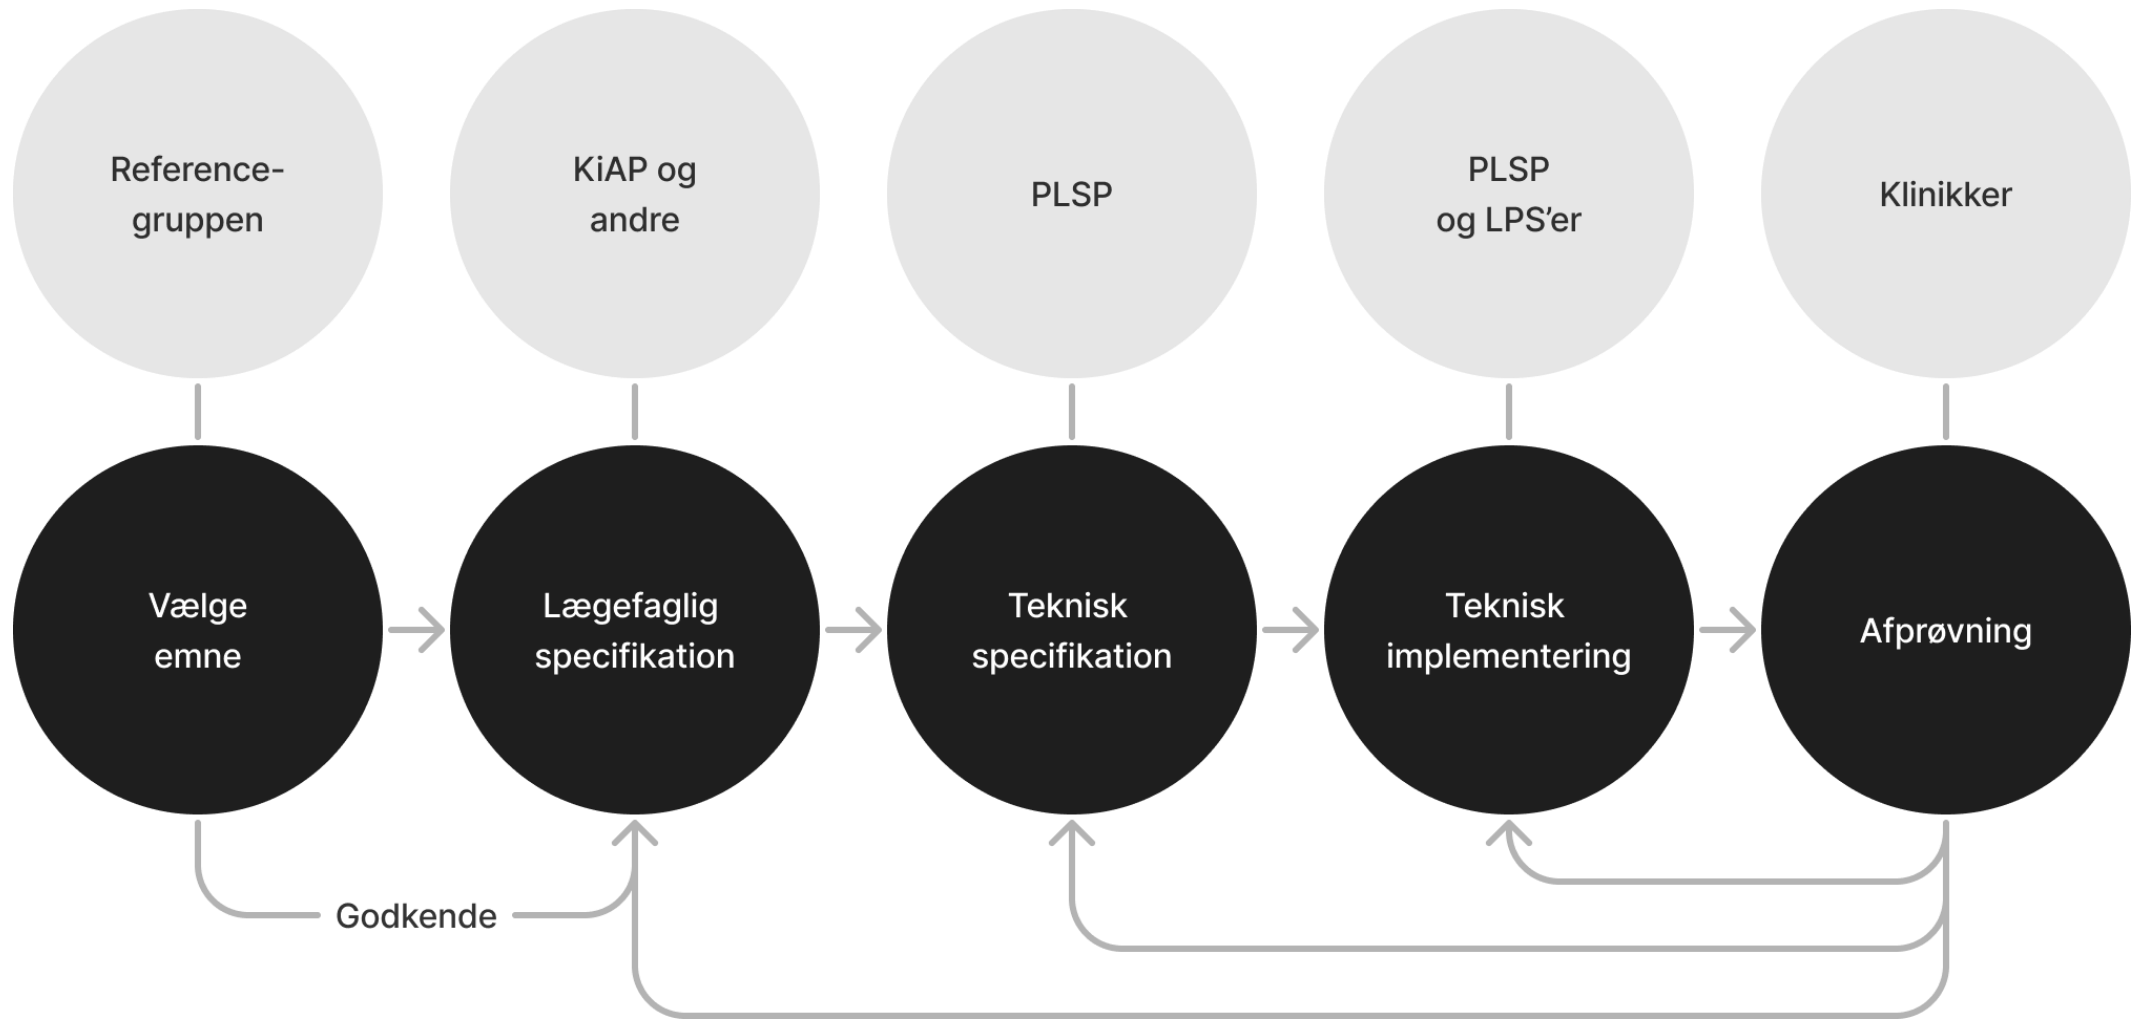 Reference-
gruppen
KiAP og
andre
PLSP
PLSP
og LPS’er
Klinikker
Vælge
emne
Lægefaglig
specifikation
Teknisk
specifikation
Teknisk
implementering
Afprøvning
Godkende